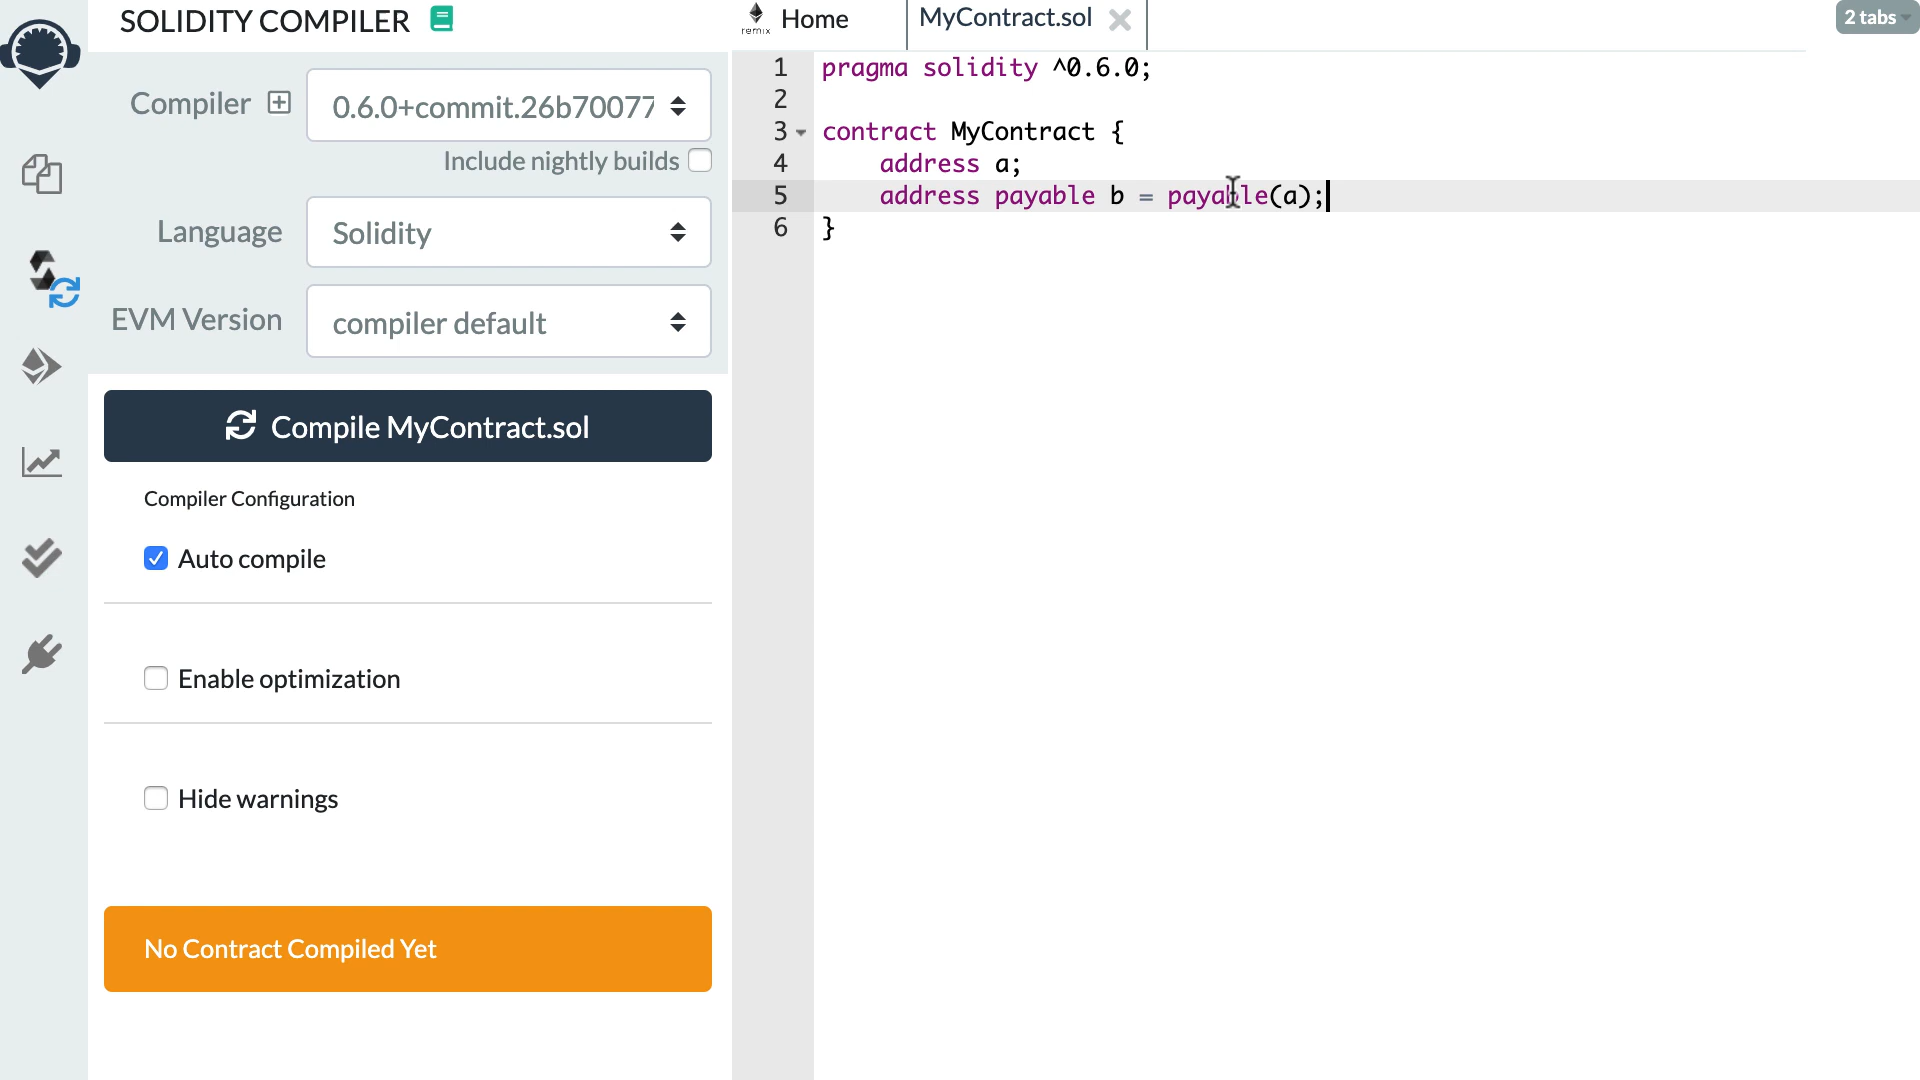 SOLIDITY COMPILER
Compiler
0.6.0+commit.26b70077
Include nightly builds
Language
Solidity
EVM Version
compiler default
Compile MyContract.sol
Compiler Configuration
Auto compile
Enable optimization
Hide warnings
No Contract Compiled Yet
remix
Home
MyContract.sol
2 tabs
1 pragma solidity ^0.6.0;
2
3 contract MyContract {
4 address a;
5 address payable b = payable(a);
6 }